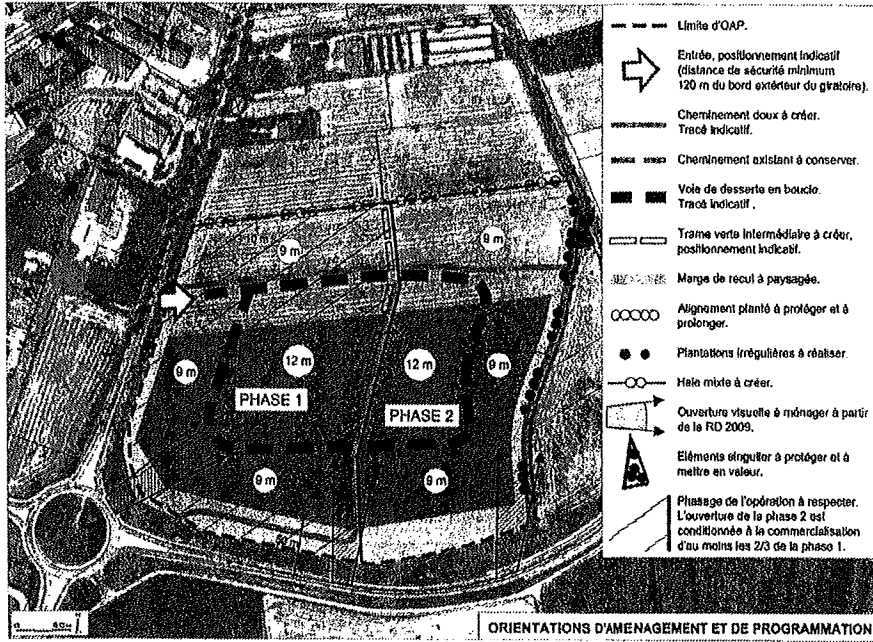 Limite d'OAP.
Entrée, positionnement indicatif
(distance de sécurité minimum
120 m du bord extérieur du giratoire).
Cheminement doux à créer.
Tracé indicatif.
Cheminement existant à conserver.
Voie de desserte en boucle.
Tracé indicatif .
Trame verte intermédiaire à créer,
positionnement indicatif.
Marge de recul à paysagée.
Alignement planté à protéger et à
prolonger.
Plantations irrégulières à réaliser.
Haie mixte à créer.
Ouverture visuelle à ménager à partir
de la RD 2009.
Eléments singulier à protéger et à
mettre en valeur.
Phasage de l'opération à respecter.
L'ouverture de la phase 2 est
conditionnée à la commercialisation
d'au moins les 2/3 de la phase 1.
9 m
9 m
9 m
12 m
12 m
9 m
PHASE 1
PHASE 2
9 m
9 m
ORIENTATIONS D'AMENAGEMENT ET DE PROGRAMMATION